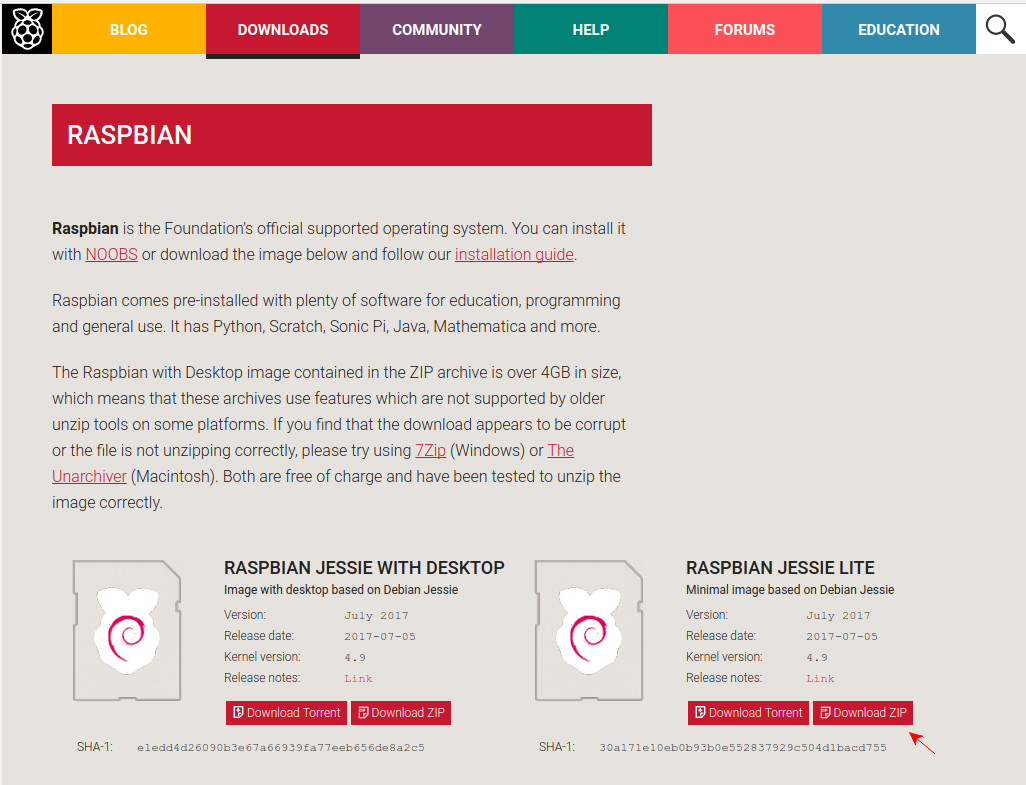 BLOG DOWNLOADS COMMUNITY HELP FORUMS EDUCATION
RASPBIAN
Raspbian is the Foundation's official supported operating system. You can install it
with NOOBS or download the image below and follow our installation guide.
Raspbian comes pre-installed with plenty of software for education, programming
and general use. It has Python, Scratch, Sonic Pi, Java, Mathematica and more.
The Raspbian with Desktop image contained in the ZIP archive is over 4GB in size,
which means that these archives use features which are not supported by older
unzip tools on some platforms. If you find that the download appears to be corrupt
or the file is not unzipping correctly, please try using 7Zip (Windows) or The
Unarchiver (Macintosh). Both are free of charge and have been tested to unzip the
image correctly.
RASPBIAN JESSIE WITH DESKTOP
Image with desktop based on Debian Jessie
Version: July 2017
Release date: 2017-07-05
Kernel version: 4.9
Release notes: Link
Download Torrent Download ZIP
SHA-1: e1edd4d26090b3e67a66939fa77eeb656de8a2c5
RASPBIAN JESSIE LITE
Minimal image based on Debian Jessie
Version: July 2017
Release date: 2017-07-05
Kernel version: 4.9
Release notes: Link
Download Torrent Download ZIP
SHA-1: 30a171e10eb0b93b0e552837929c504d1bacd755